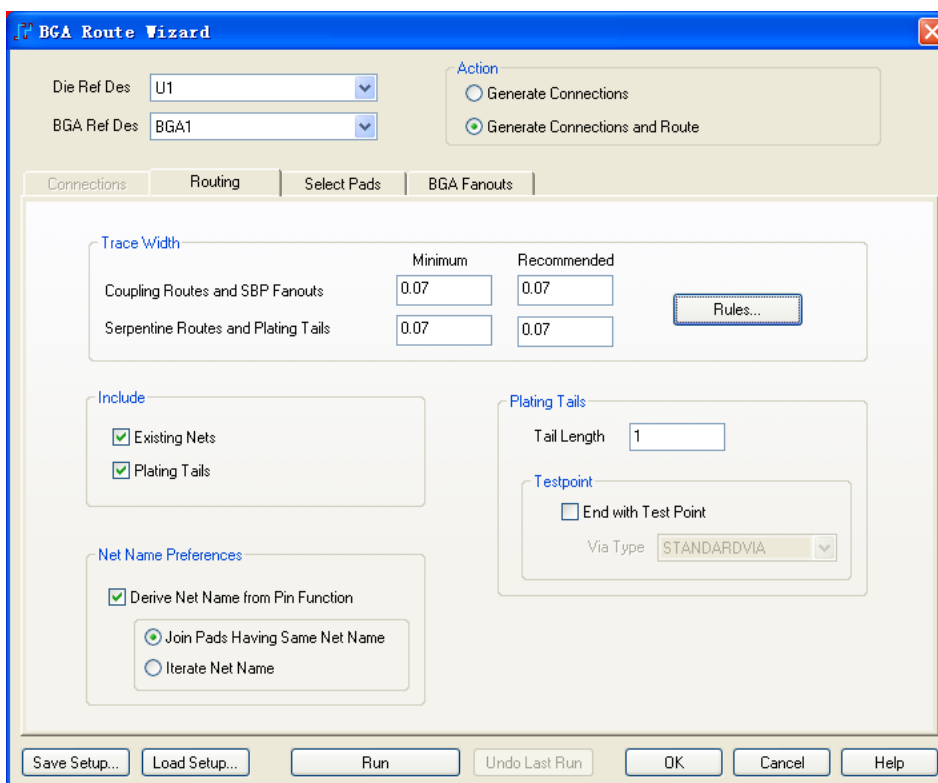 BGA Route Wizard
Die Ref Des U1
BGA Ref Des BGA1
Action
Generate Connections
Generate Connections and Route
Connections Routing Select Pads BGA Fanouts
Trace Width
Minimum Recommended
Coupling Routes and SBP Fanouts 0.07 0.07
Serpentine Routes and Plating Tails 0.07 0.07
Rules...
Include
Existing Nets
Plating Tails
Plating Tails
Tail Length 1
Testpoint
End with Test Point
Via Type STANDARDVIA
Net Name Preferences
Derive Net Name from Pin Function
Join Pads Having Same Net Name
Iterate Net Name
Save Setup... Load Setup... Run Undo Last Run OK Cancel Help